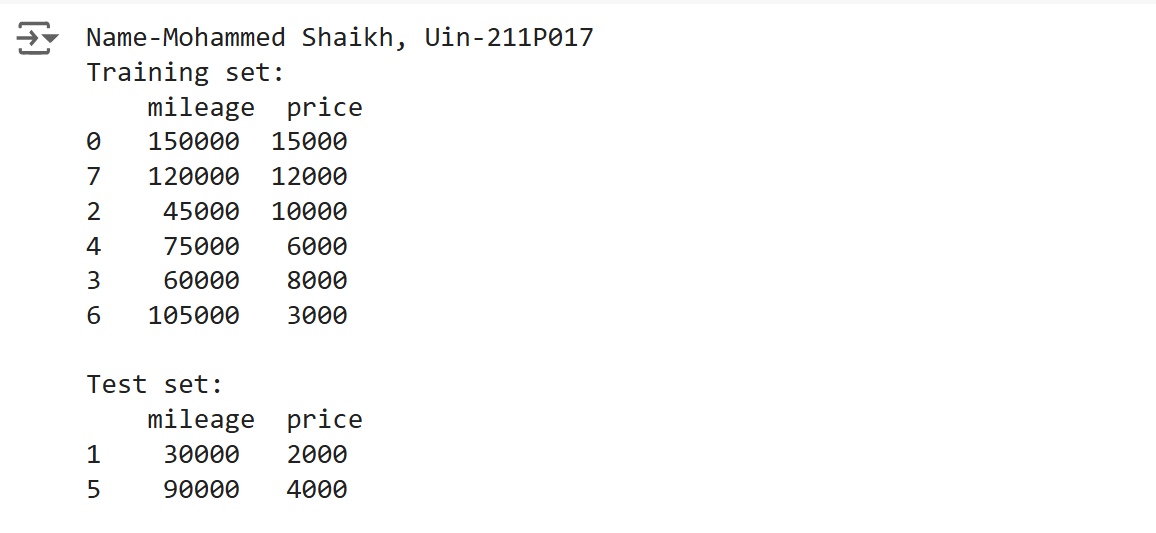 Name-Mohammed Shaikh, Uin-211P017
Training set:
    mileage  price
0   150000  15000
7   120000  12000
2    45000  10000
4    75000   6000
3    60000   8000
6   105000   3000

Test set:
    mileage  price
1    30000   2000
5    90000   4000